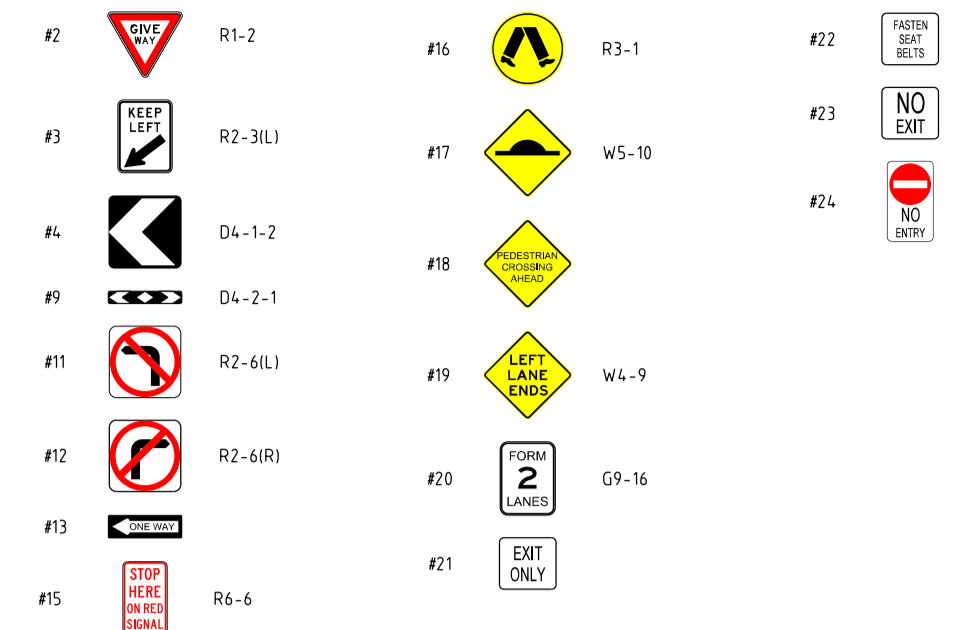 #2
GIVE
WAY
R1-2
#3
KEEP
LEFT
R2-3(L)
#4
D4-1-2
#9
D4-2-1
#11
R2-6(L)
#12
R2-6(R)
#13
ONE WAY
#15
STOP
HERE
ON RED
SIGNAL
R6-6
#16
R3-1
#17
W5-10
#18
PEDESTRIAN
CROSSING
AHEAD
#19
LEFT
LANE
ENDS
W4-9
#20
FORM
2
LANES
G9-16
#21
EXIT
ONLY
#22
FASTEN
SEAT
BELTS
#23
NO
EXIT
#24
NO
ENTRY